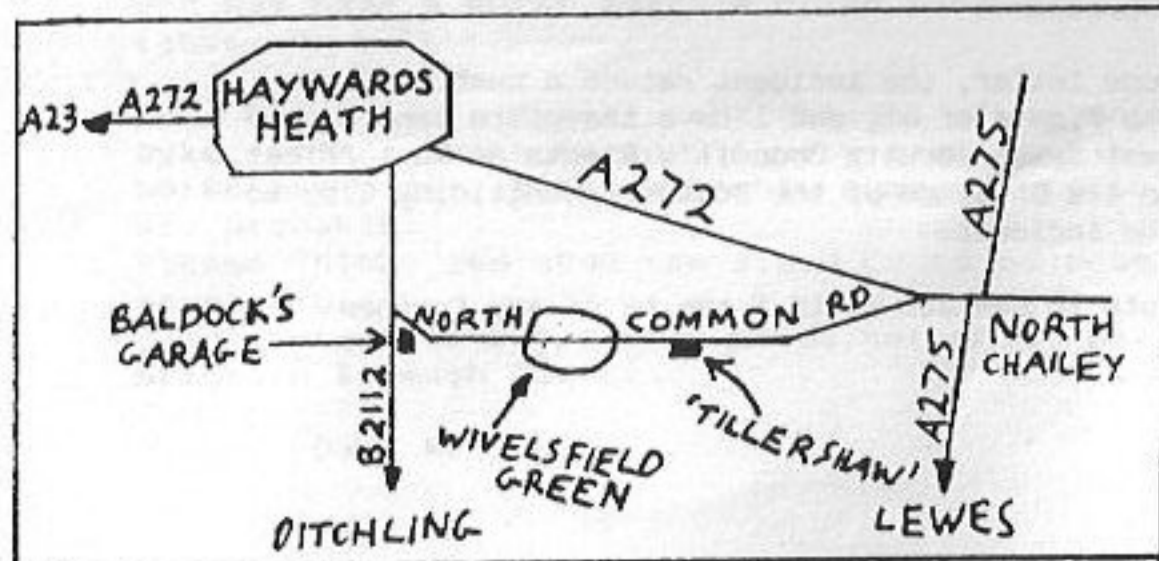 HAYWARDS
HEATH
A23
A272
A272
A275
BALDOCK'S
GARAGE
NORTH
COMMON
RD
NORTH
CHAILEY
B2112
WIVELSFIELD
GREEN
'TILLERSHAW'
A275
DITCHLING
LEWES